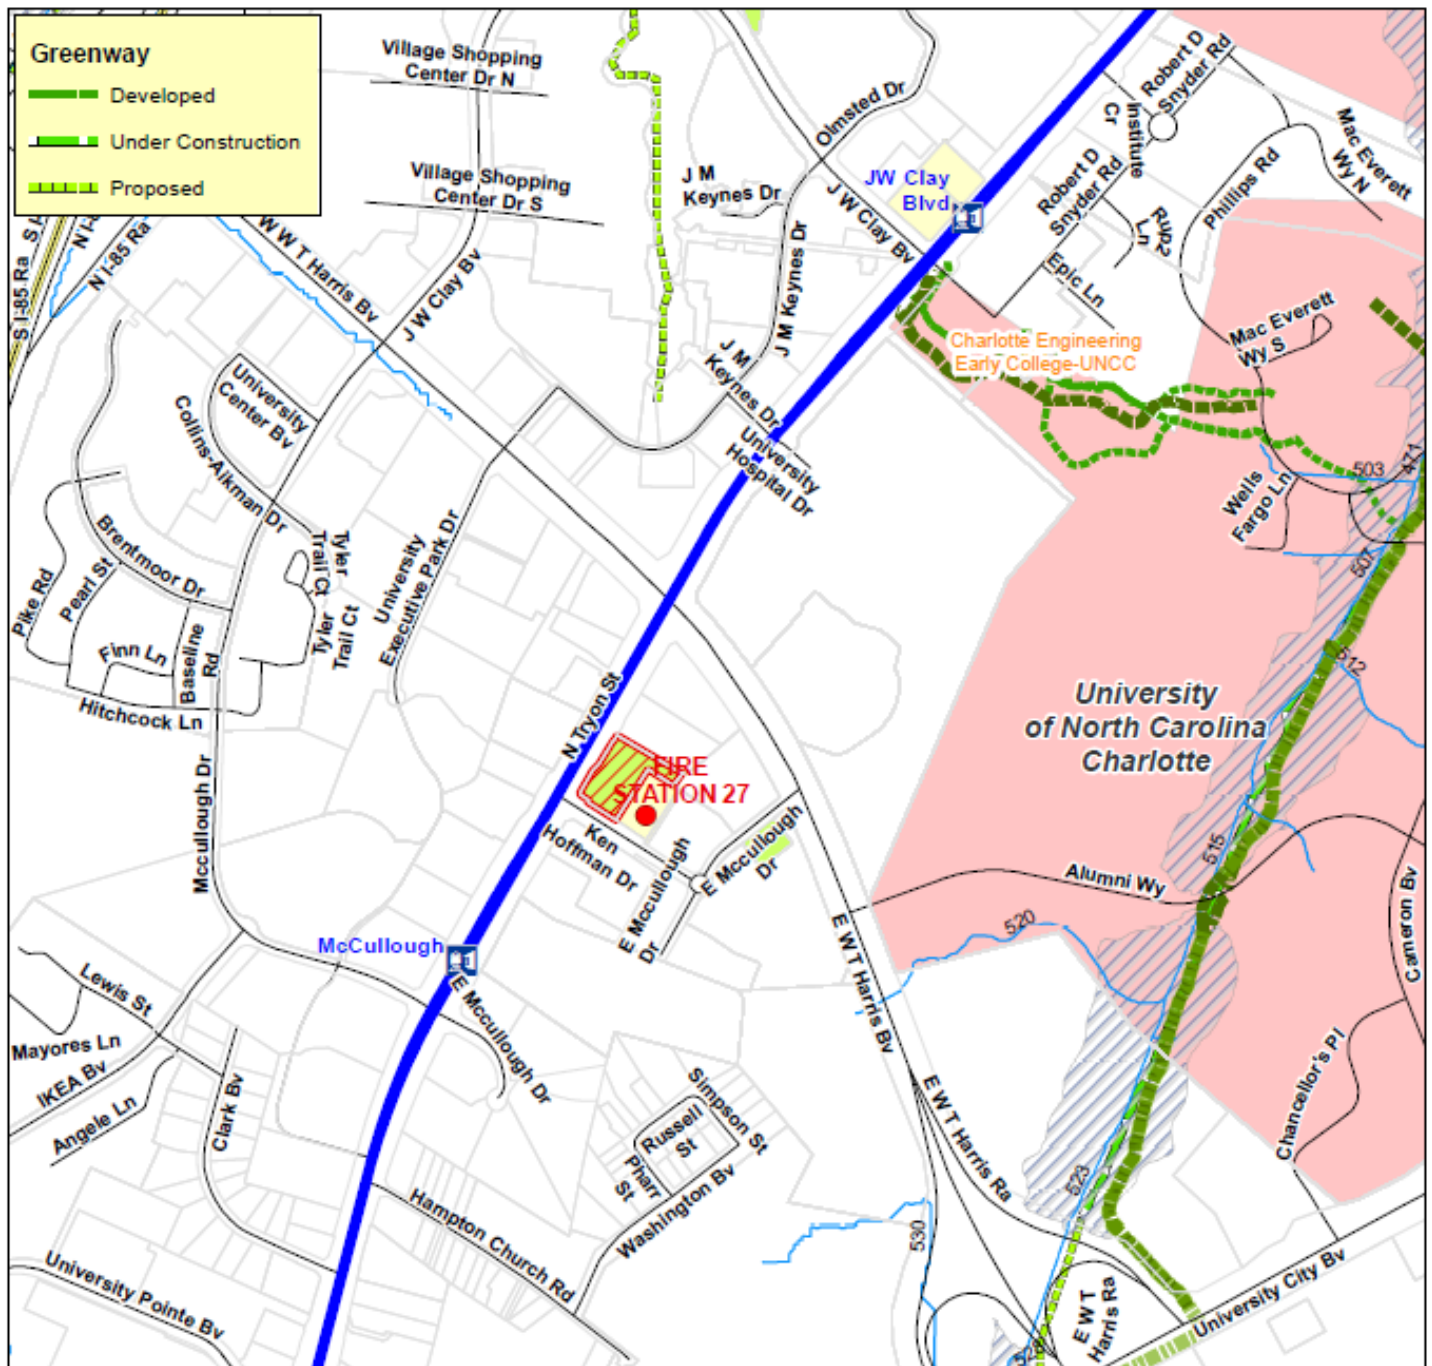 Greenway
Developed
Under Construction
Proposed
S I-85 Ra
N I-85 Ra
Village Shopping
Center Dr N
Village Shopping
Center Dr S
W W T Harris Bv
J W Clay Bv
J M
Keynes Dr
Olmsted Dr
J W Clay Bv
JW Clay
Blvd
J M Keynes Dr
J M
Keynes Dr
University
Hospital Dr
Robert D
Snyder Rd
Institute
Cr
Robert D
Snyder Rd
Epic Ln
Phillips Rd
Mac Everett
Wy N
Mac Everett
Wy S
Charlotte Engineering
Early College-UNCC
Wells
Fargo Ln
503
471
507
512
515
520
523
530
University
Center Bv
Collins-Aikman Dr
Tyler
Trail Ct
Tyler
Trail Ct
Brentmoor Dr
Pike Rd
Pearl St
Finn Ln
Baseline
Rd
Hitchcock Ln
University
Executive Park Dr
Mccullough Dr
N Tryon St
FIRE
STATION 27
Ken
Hoffman Dr
E Mccullough
Dr
E Mccullough
Dr
University
of North Carolina
Charlotte
Alumni Wy
Cameron Bv
E W T Harris Bv
McCullough
E Mccullough Dr
Lewis St
Mayores Ln
IKEA Bv
Angele Ln
Clark Bv
Simpson St
Russell
St
Pharr
St
Washington Bv
Hampton Church Rd
University Pointe Bv
E W T Harris Ra
Chancellor's Pl
E W T
Harris Ra
University City Bv